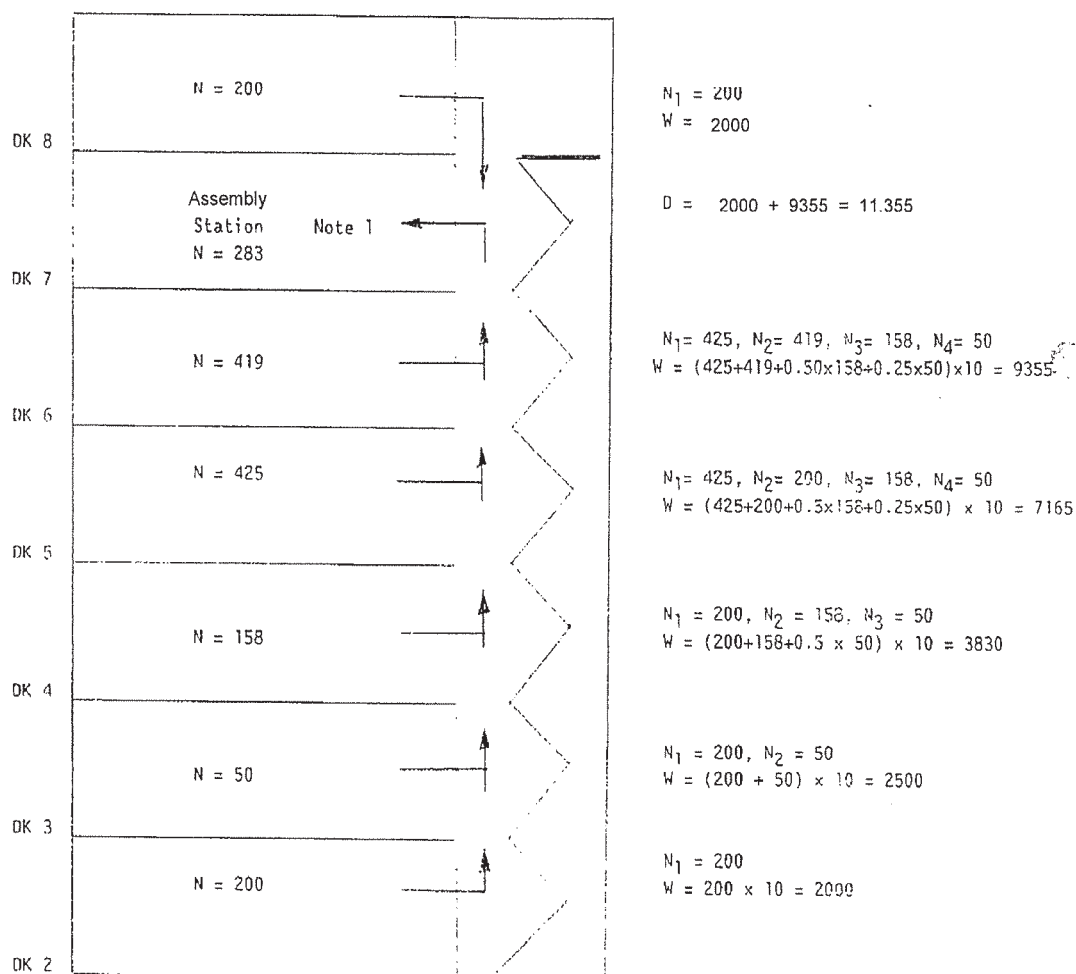 N = 200
N1 = 200
W = 2000
DK 8
Assembly
Station Note 1
N = 283
D = 2000 + 9355 = 11.355
DK 7
N = 419
N1= 425, N2= 419, N3= 158, N4= 50
W = (425+419+0.50x158+0.25x50)x10 = 9355
DK 6
N = 425
N1= 425, N2= 200, N3= 158, N4= 50
W = (425+200+0.5x158+0.25x50) x 10 = 7165
DK 5
N = 158
N1 = 200, N2 = 158, N3 = 50
W = (200+158+0.5 x 50) x 10 = 3830
DK 4
N = 50
N1 = 200, N2 = 50
W = (200 + 50) x 10 = 2500
DK 3
N = 200
N1 = 200
W = 200 x 10 = 2000
DK 2